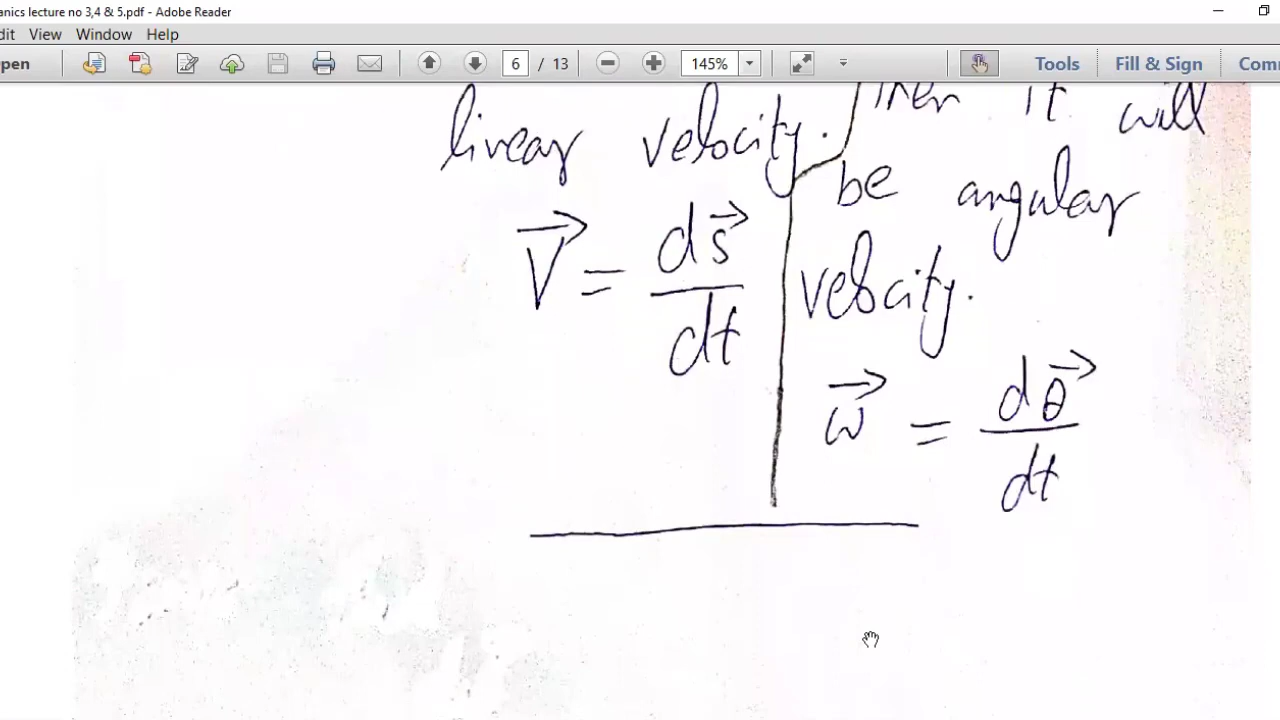 anics lecture no 3,4 & 5.pdf - Adobe Reader
dit View Window Help
pen 6 / 13 145% Tools Fill & Sign Com
linear velocity.
V⃗ = ds⃗/dt
Then it will
be angular
velocity.
ω⃗ = dθ⃗/dt